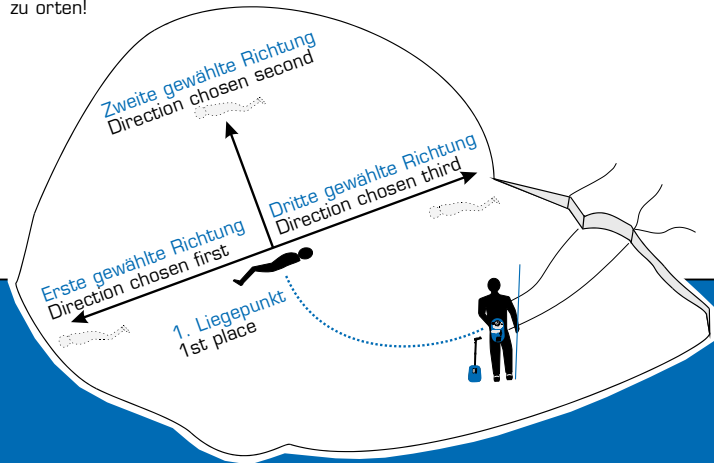 zu orten!
Zweite gewählte Richtung
Direction chosen second
Dritte gewählte Richtung
Direction chosen third
Erste gewählte Richtung
Direction chosen first
1. Liegepunkt
1st place